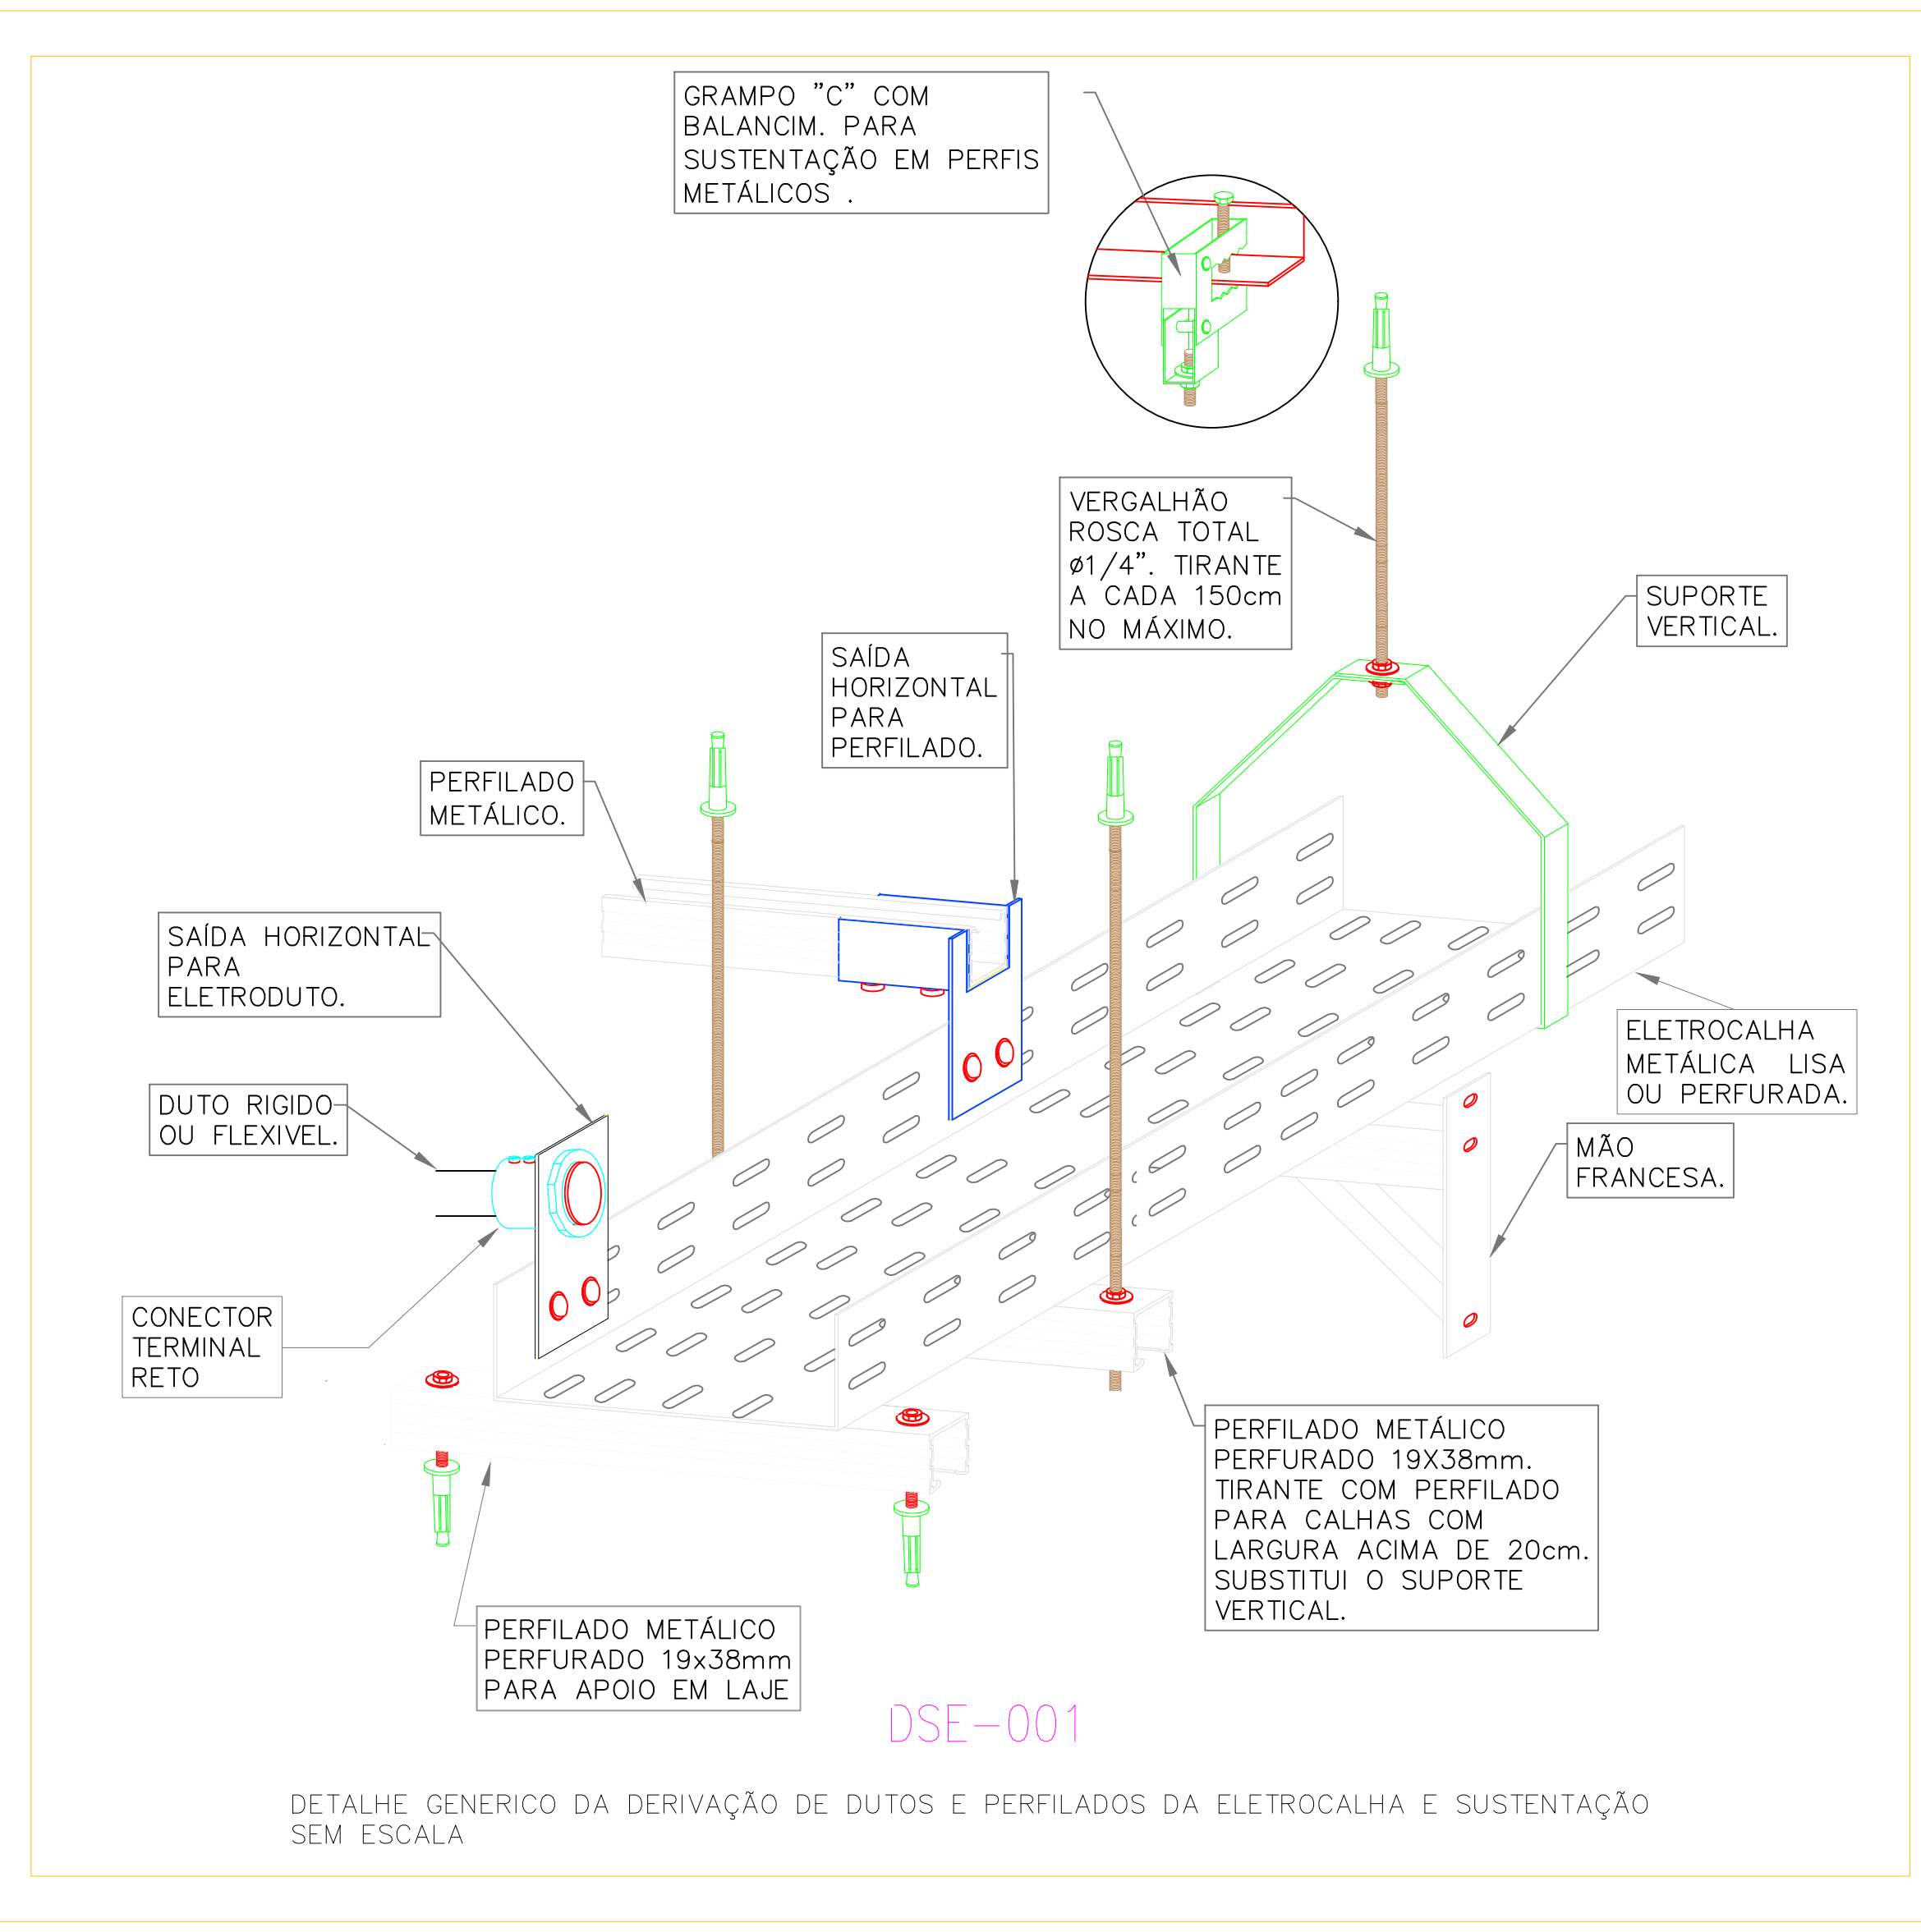 GRAMPO ”C” COM
BALANCIM. PARA
SUSTENTAÇÃO EM PERFIS
METÁLICOS .
VERGALHÃO
ROSCA TOTAL
ø1/4”. TIRANTE
A CADA 150cm
NO MÁXIMO.
SUPORTE
VERTICAL.
SAÍDA
HORIZONTAL
PARA
PERFILADO.
PERFILADO
METÁLICO.
SAÍDA HORIZONTAL
PARA
ELETRODUTO.
ELETROCALHA
METÁLICA LISA
OU PERFURADA.
DUTO RIGIDO
OU FLEXIVEL.
MÃO
FRANCESA.
CONECTOR
TERMINAL
RETO
PERFILADO METÁLICO
PERFURADO 19X38mm.
TIRANTE COM PERFILADO
PARA CALHAS COM
LARGURA ACIMA DE 20cm.
SUBSTITUI O SUPORTE
VERTICAL.
PERFILADO METÁLICO
PERFURADO 19x38mm
PARA APOIO EM LAJE
DSE-001
DETALHE GENERICO DA DERIVAÇÃO DE DUTOS E PERFILADOS DA ELETROCALHA E SUSTENTAÇÃO
SEM ESCALA